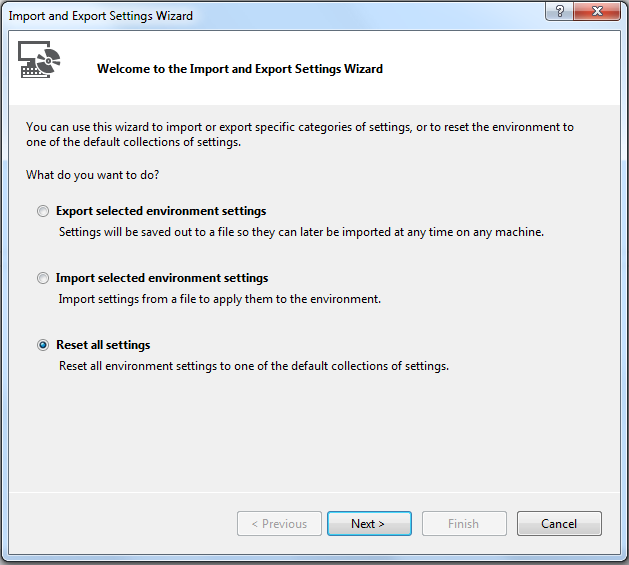 Import and Export Settings Wizard
Welcome to the Import and Export Settings Wizard
You can use this wizard to import or export specific categories of settings, or to reset the environment to
one of the default collections of settings.
What do you want to do?
Export selected environment settings
Settings will be saved out to a file so they can later be imported at any time on any machine.
Import selected environment settings
Import settings from a file to apply them to the environment.
Reset all settings
Reset all environment settings to one of the default collections of settings.
< Previous Next > Finish Cancel